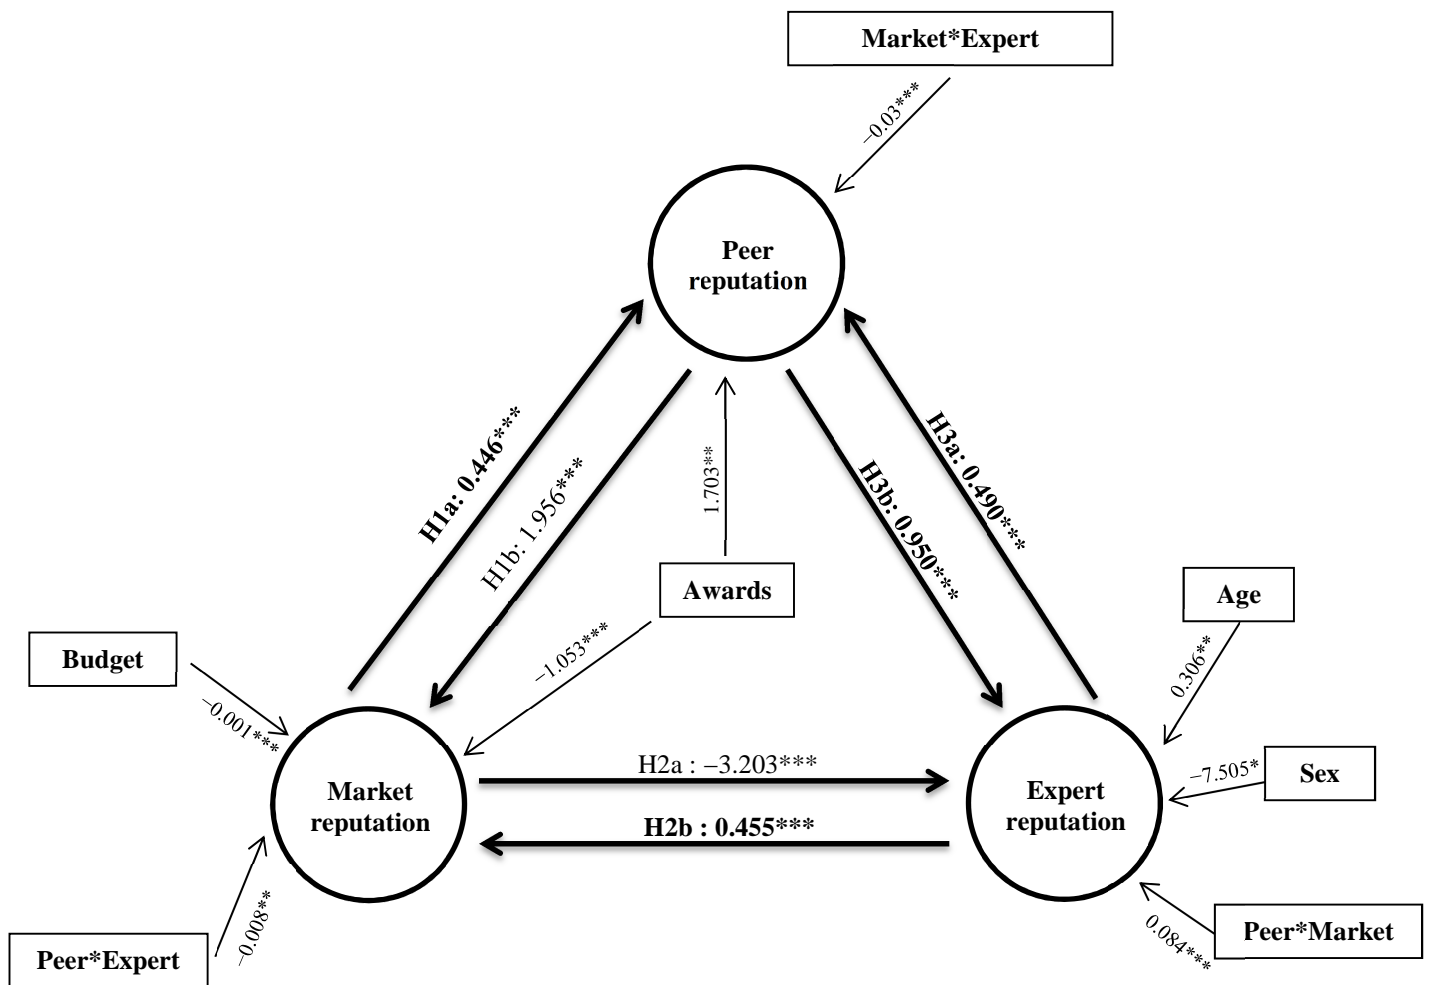 Market*Expert
−0.03***
Peer
reputation
H1a: 0.446***
H1b: 1.956***
1.703**
H3b: 0.950***
H3a: 0.490***
Awards
Age
−1.053***
0.306**
Budget
−0.001***
H2a : −3.203***
−7.505*
Sex
Market
reputation
Expert
reputation
H2b : 0.455***
−0.008**
Peer*Expert
0.084***
Peer*Market